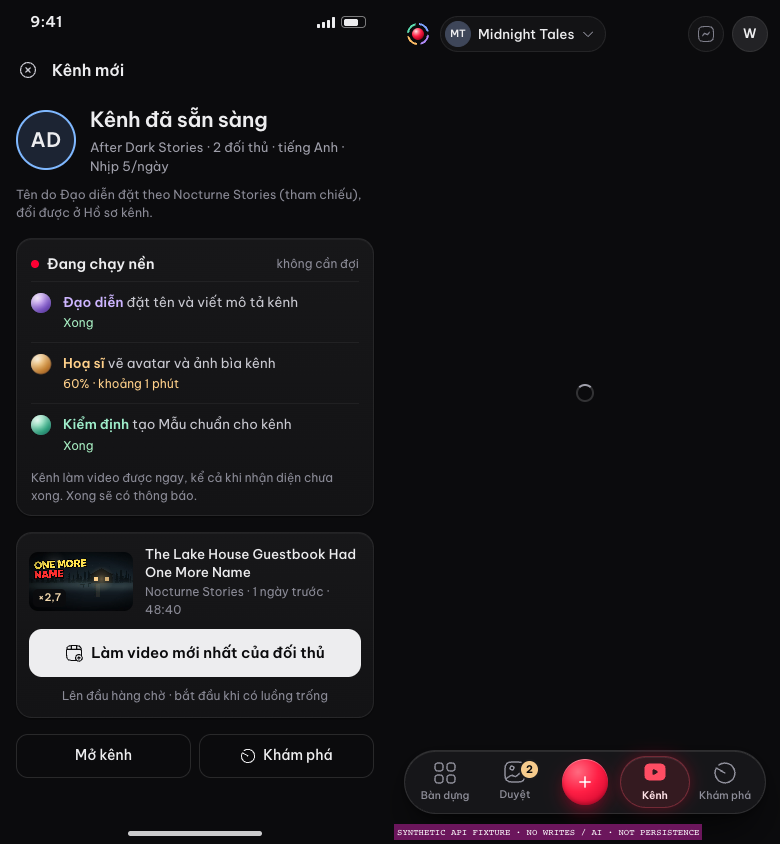 9:41
Kênh mới
AD
Kênh đã sẵn sàng
After Dark Stories · 2 đối thủ · tiếng Anh ·
Nhịp 5/ngày
Tên do Đạo diễn đặt theo Nocturne Stories (tham chiếu),
đổi được ở Hồ sơ kênh.
Đang chạy nền
không cần đợi
Đạo diễn đặt tên và viết mô tả kênh
Xong
Hoạ sĩ vẽ avatar và ảnh bìa kênh
60% · khoảng 1 phút
Kiểm định tạo Mẫu chuẩn cho kênh
Xong
Kênh làm video được ngay, kể cả khi nhận diện chưa
xong. Xong sẽ có thông báo.
ONE MORE
NAME
×2,7
The Lake House Guestbook Had
One More Name
Nocturne Stories · 1 ngày trước ·
48:40
Làm video mới nhất của đối thủ
Lên đầu hàng chờ · bắt đầu khi có luồng trống
Mở kênh
Khám phá
MT
Midnight Tales
W
Bàn dựng
Duyệt
2
Kênh
Khám phá
SYNTHETIC API FIXTURE · NO WRITES / AI · NOT PERSISTENCE